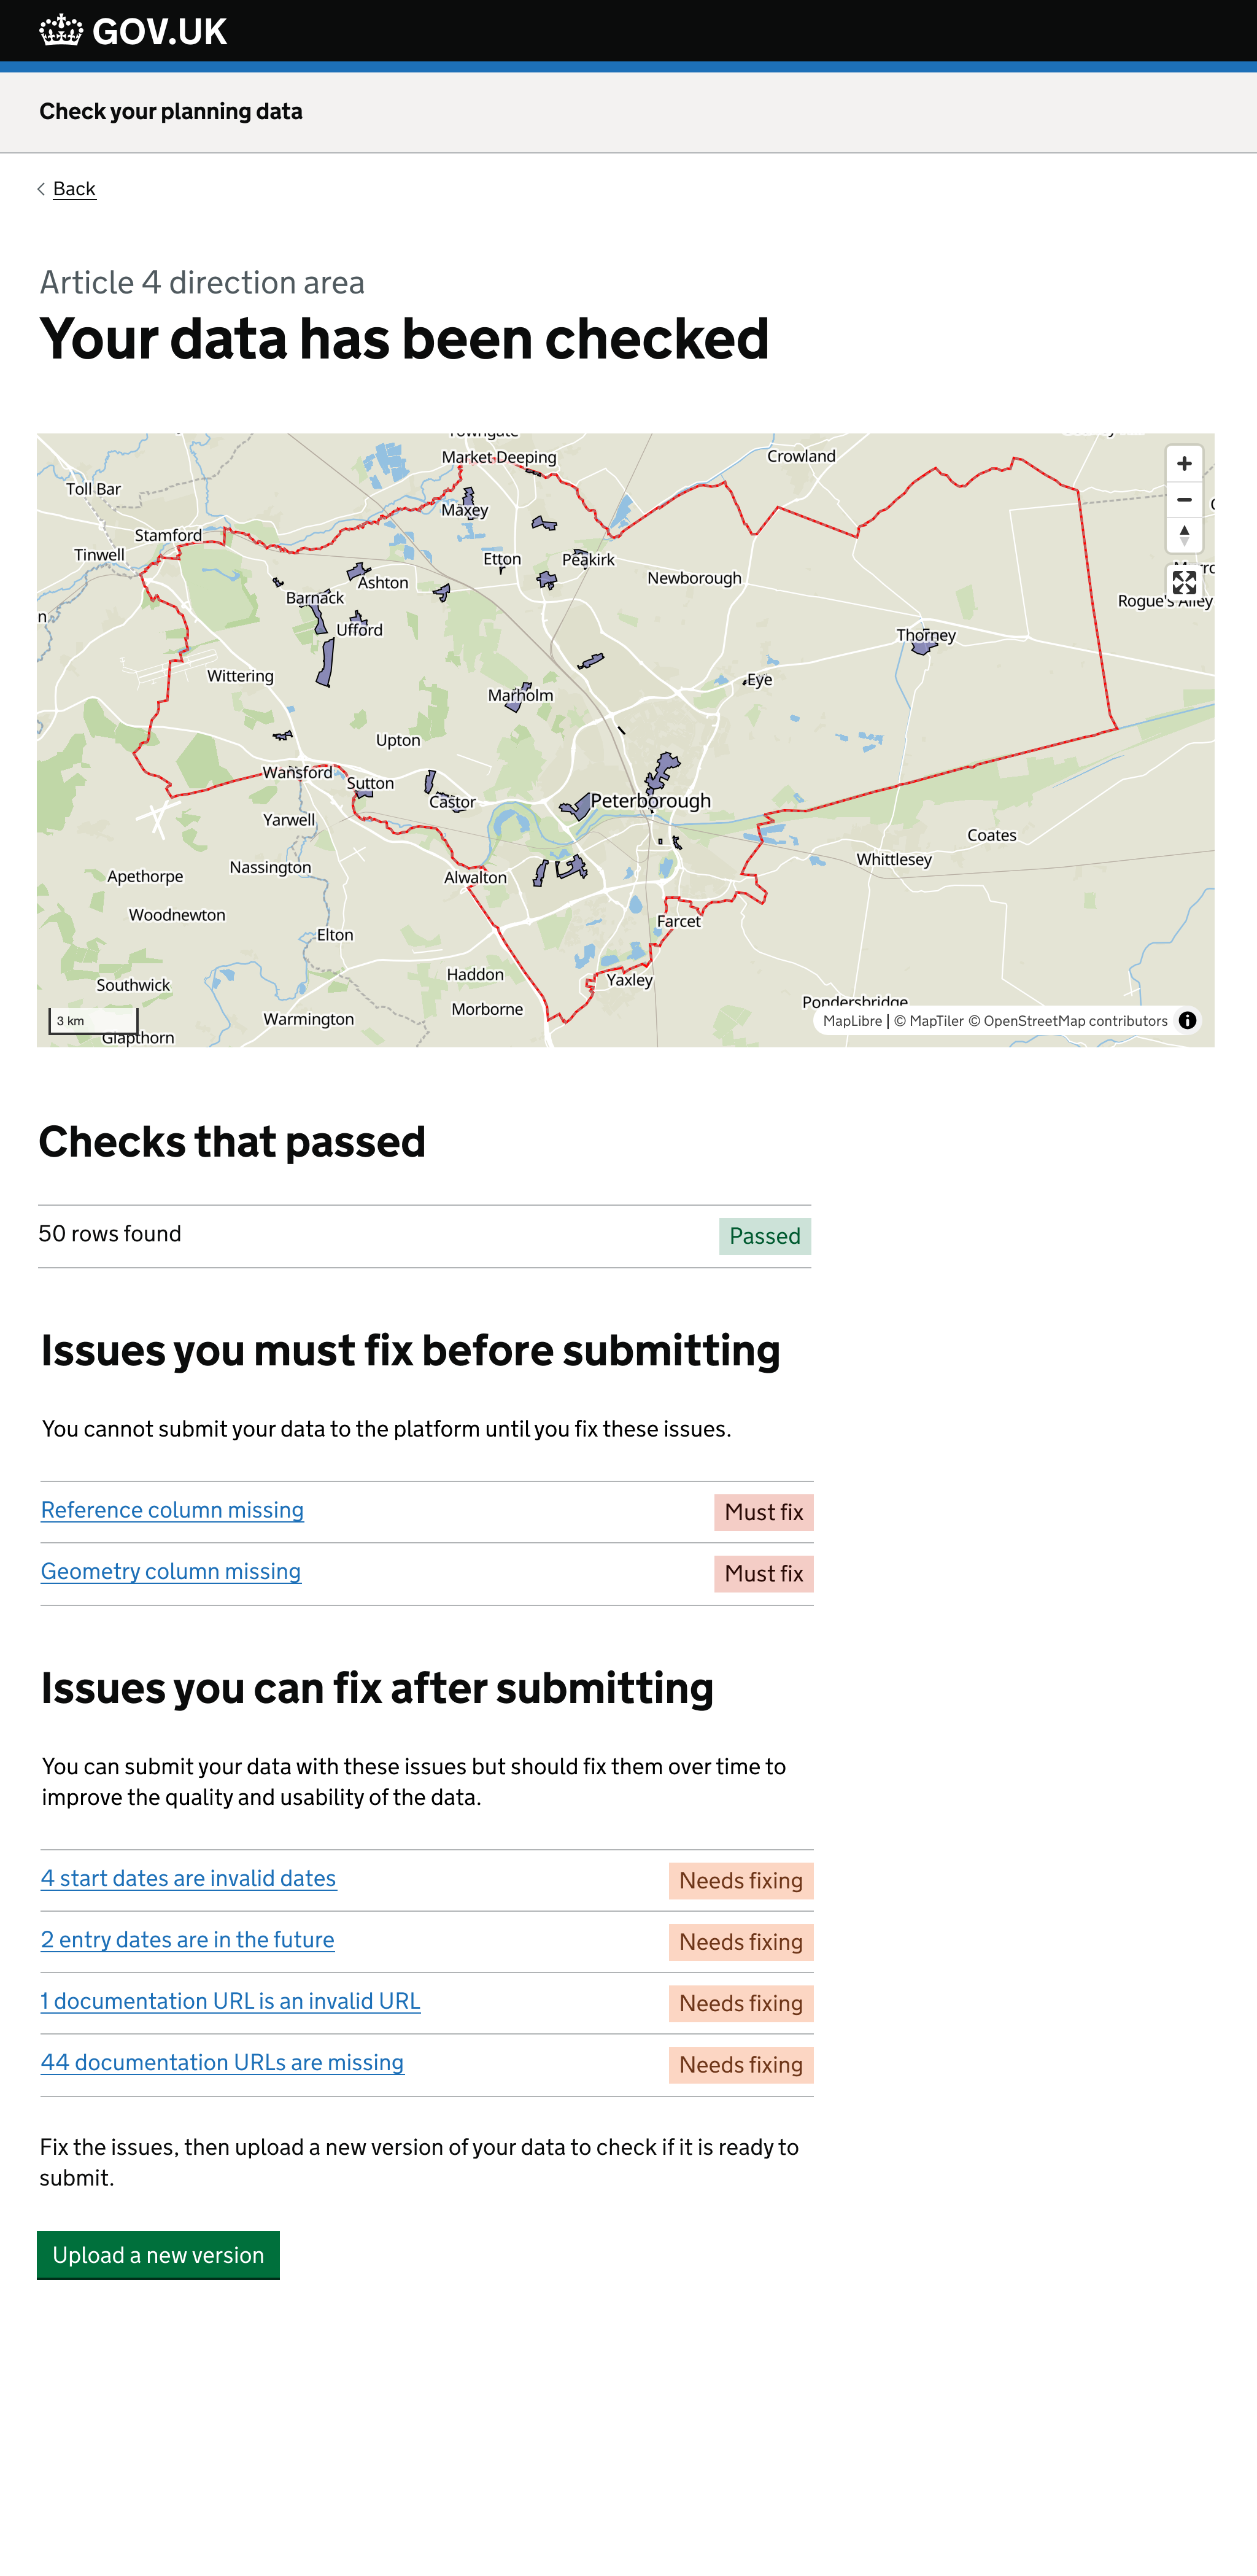 GOV.UK
Check your planning data
Back
Article 4 direction area
Your data has been checked
Market Deeping
Crowland
Toll Bar
Maxey
Stamford
Tinwell
Etton
Peakirk
Ashton
Newborough
Barnack
Rogue's Alley
Ufford
Thorney
Wittering
Eye
Marholm
Upton
Wansford
Sutton
Castor
Peterborough
Yarwell
Coates
Whittlesey
Nassington
Apethorpe
Alwalton
Woodnewton
Farcet
Elton
Haddon
Yaxley
Southwick
Pondersbridge
Morborne
Warmington
3 km
MapLibre | © MapTiler © OpenStreetMap contributors
Glapthorn
Checks that passed
50 rows found Passed
Issues you must fix before submitting
You cannot submit your data to the platform until you fix these issues.
Reference column missing Must fix
Geometry column missing Must fix
Issues you can fix after submitting
You can submit your data with these issues but should fix them over time to
improve the quality and usability of the data.
4 start dates are invalid dates Needs fixing
2 entry dates are in the future Needs fixing
1 documentation URL is an invalid URL Needs fixing
44 documentation URLs are missing Needs fixing
Fix the issues, then upload a new version of your data to check if it is ready to
submit.
Upload a new version